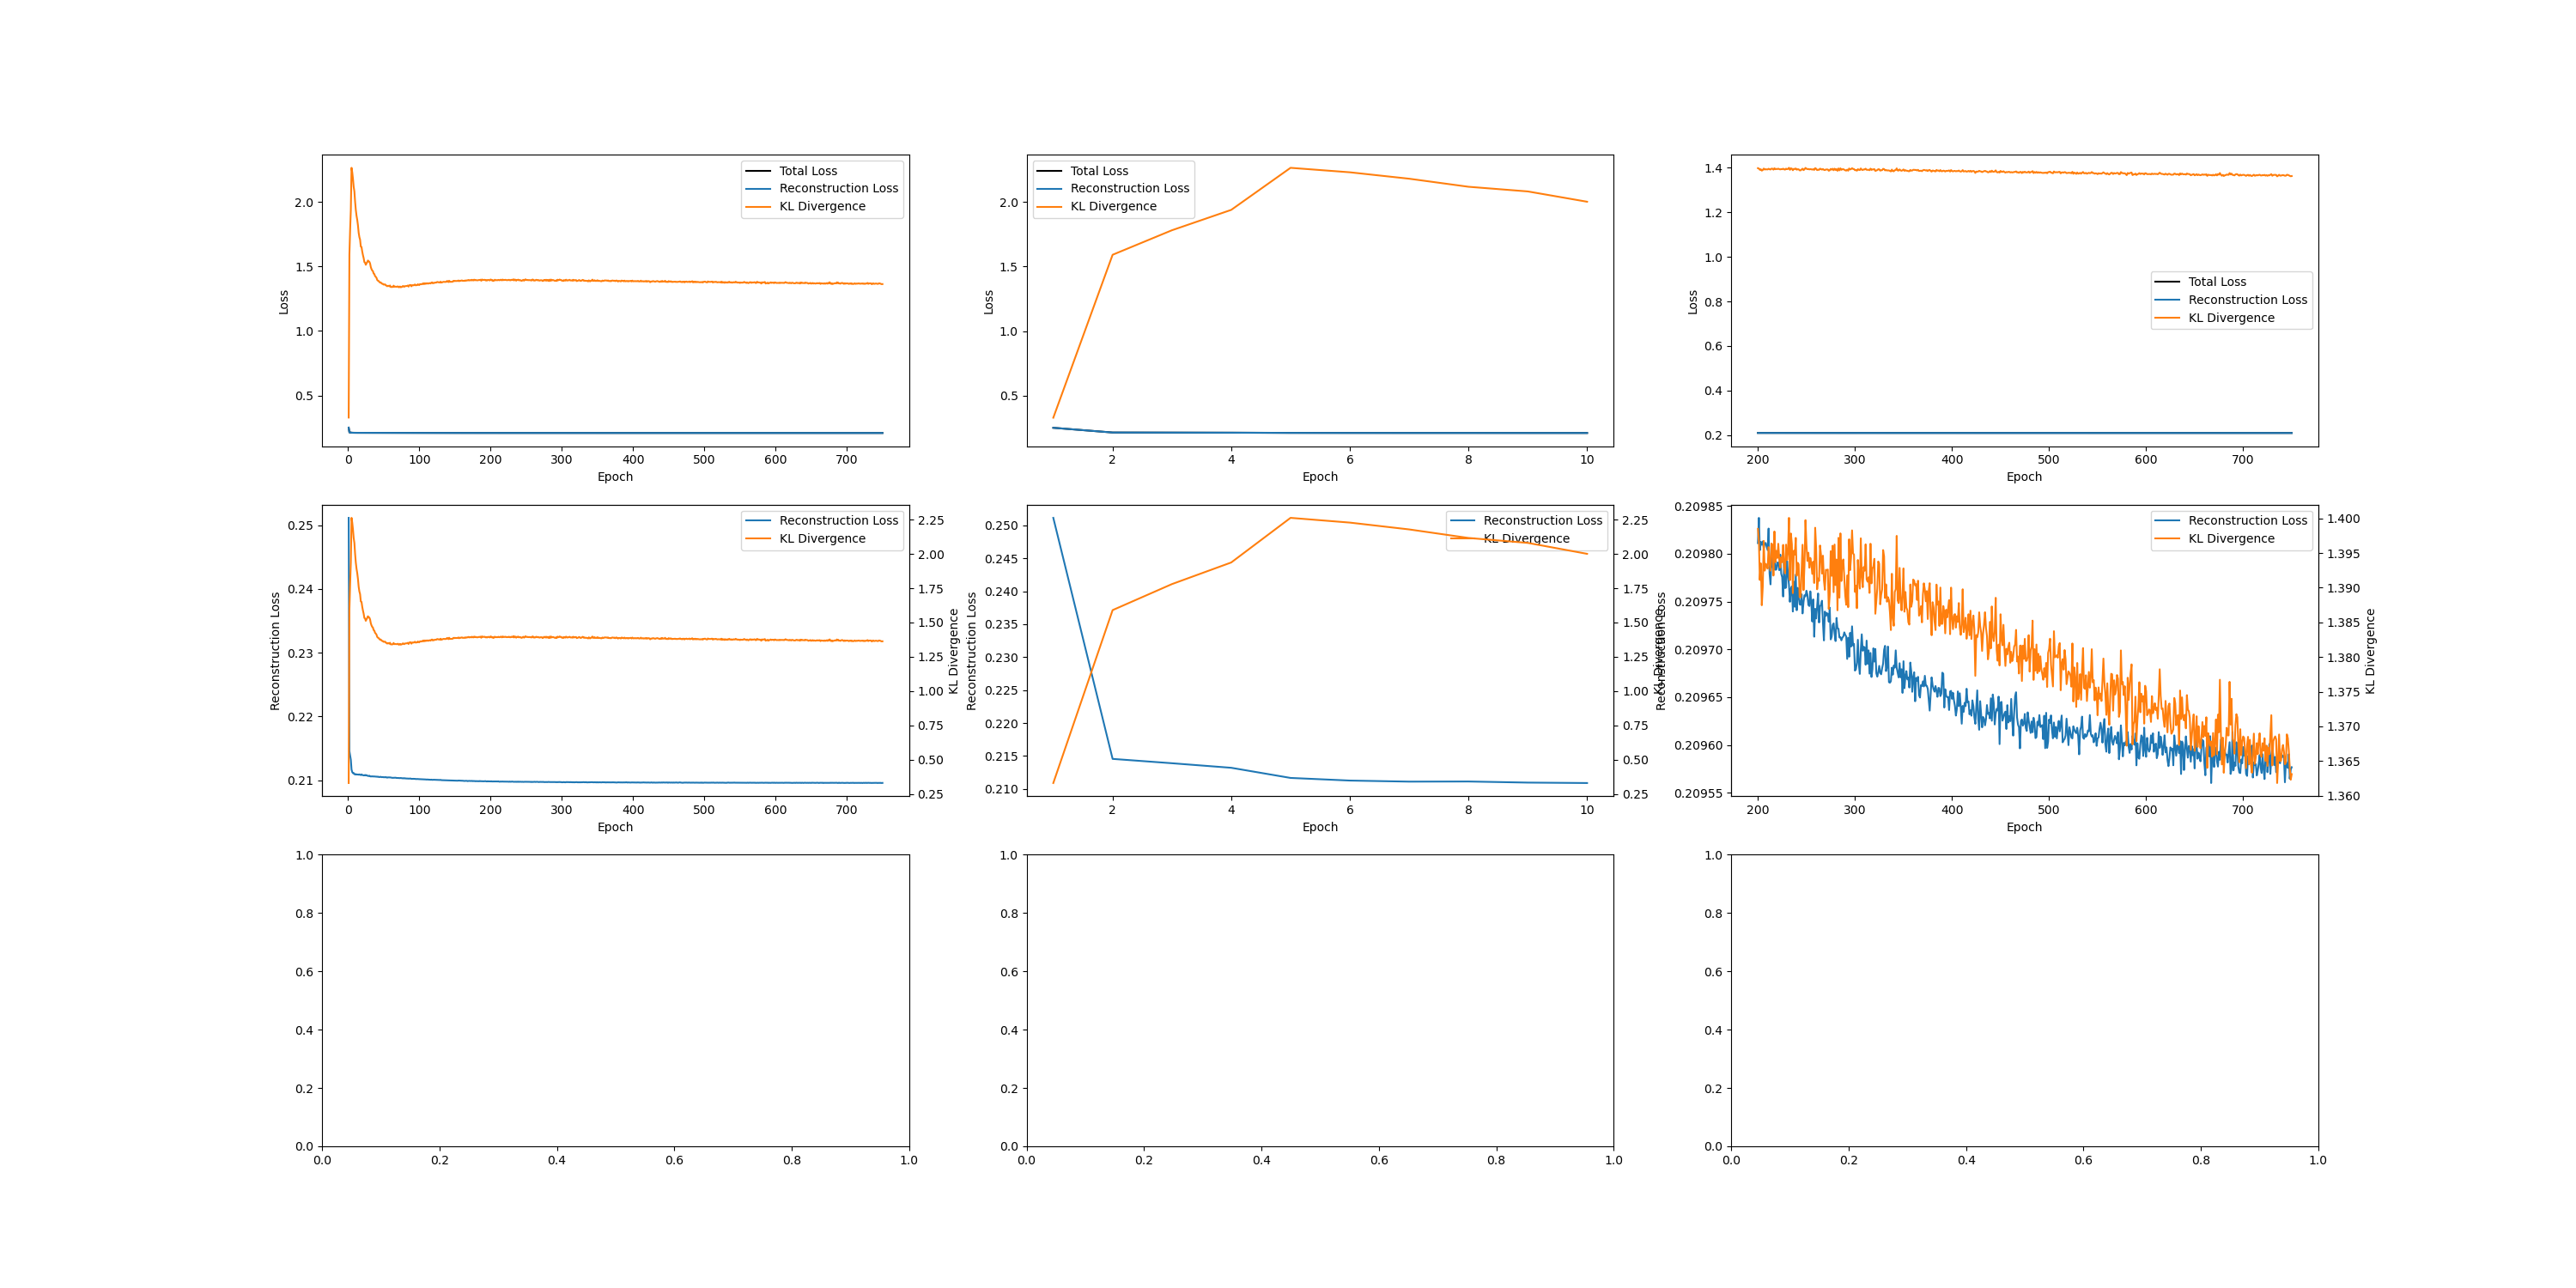 Total Loss
Reconstruction Loss
KL Divergence
2.0
1.5
1.0
0.5
Loss
0 100 200 300 400 500 600 700
Epoch
Total Loss
Reconstruction Loss
KL Divergence
2.0
1.5
1.0
0.5
Loss
2 4 6 8 10
Epoch
1.4
1.2
1.0
0.8
0.6
0.4
0.2
Loss
Total Loss
Reconstruction Loss
KL Divergence
200 300 400 500 600 700
Epoch
Reconstruction Loss
KL Divergence
0.25
0.24
0.23
0.22
0.21
Reconstruction Loss
2.25
2.00
1.75
1.50
1.25
1.00
0.75
0.50
0.25
KL Divergence
0 100 200 300 400 500 600 700
Epoch
Reconstruction Loss
KL Divergence
0.250
0.245
0.240
0.235
0.230
0.225
0.220
0.215
0.210
Reconstruction Loss
2.25
2.00
1.75
1.50
1.25
1.00
0.75
0.50
0.25
KL Divergence
2 4 6 8 10
Epoch
Reconstruction Loss
KL Divergence
0.20985
0.20980
0.20975
0.20970
0.20965
0.20960
0.20955
Reconstruction Loss
1.400
1.395
1.390
1.385
1.380
1.375
1.370
1.365
1.360
KL Divergence
200 300 400 500 600 700
Epoch
1.0
0.8
0.6
0.4
0.2
0.0
0.0 0.2 0.4 0.6 0.8 1.0
1.0
0.8
0.6
0.4
0.2
0.0
0.0 0.2 0.4 0.6 0.8 1.0
1.0
0.8
0.6
0.4
0.2
0.0
0.0 0.2 0.4 0.6 0.8 1.0